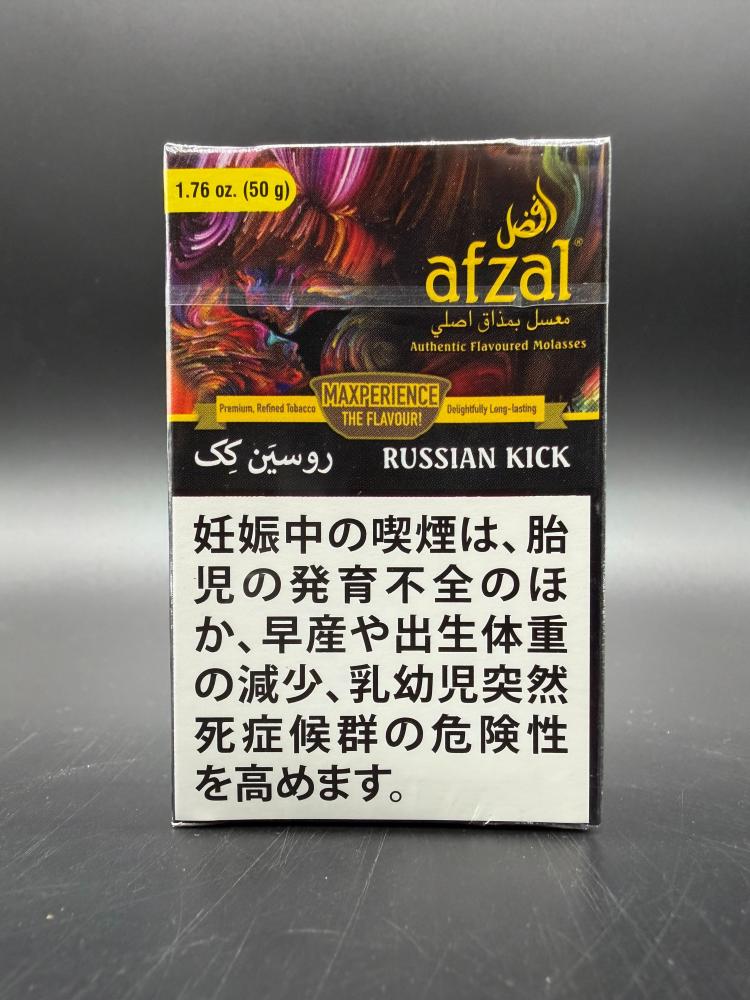 1.76 oz. (50 g)
افضل
afzal®
معسل بمذاق اصلي
Authentic Flavoured Molasses
MAXPERIENCE
THE FLAVOUR!
Premium, Refined Tobacco
Delightfully Long-lasting
روسيَن کِک
RUSSIAN KICK
妊娠中の喫煙は、胎
児の発育不全のほ
か、早産や出生体重
の減少、乳幼児突然
死症候群の危険性
を高めます。